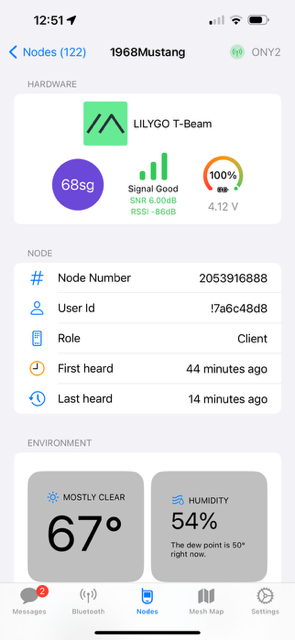 12:51
Nodes (122)
1968Mustang
ONY2
HARDWARE
LILYGO T-Beam
68sg
Signal Good
SNR 6.00dB
RSSI -86dB
100%
4.12 V
NODE
Node Number
2053916888
User Id
!7a6c48d8
Role
Client
First heard
44 minutes ago
Last heard
14 minutes ago
ENVIRONMENT
MOSTLY CLEAR
67°
HUMIDITY
54%
The dew point is 50°
right now.
2
Messages
Bluetooth
Nodes
Mesh Map
Settings